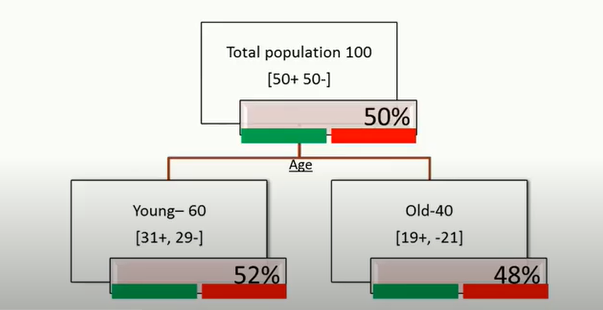 Total population 100
[50+ 50-]
50%
Age
Young– 60
[31+, 29-]
52%
Old-40
[19+, -21]
48%